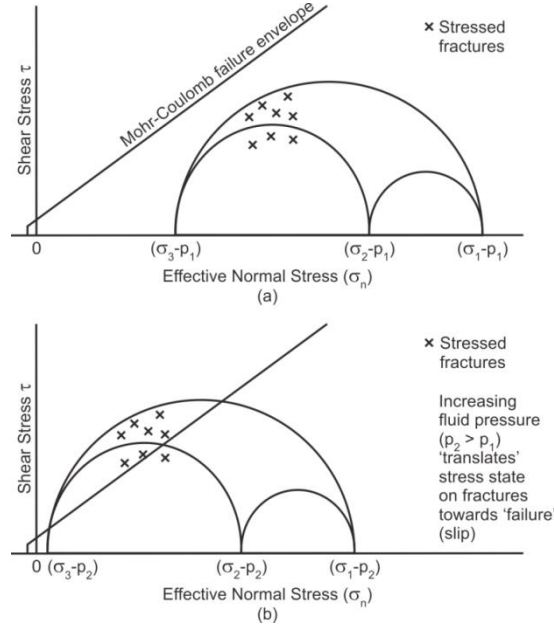 × Stressed
fractures
Mohr-Coulomb failure envelope
Shear Stress τ
0
(σ₃-p₁)
(σ₂-p₁)
(σ₁-p₁)
Effective Normal Stress (σₙ)
(a)
× Stressed
fractures
Increasing
fluid pressure
(p₂ > p₁)
‘translates’
stress state
on fractures
towards ‘failure’
(slip)
Shear Stress τ
0
(σ₃-p₂)
(σ₂-p₂)
(σ₁-p₂)
Effective Normal Stress (σₙ)
(b)